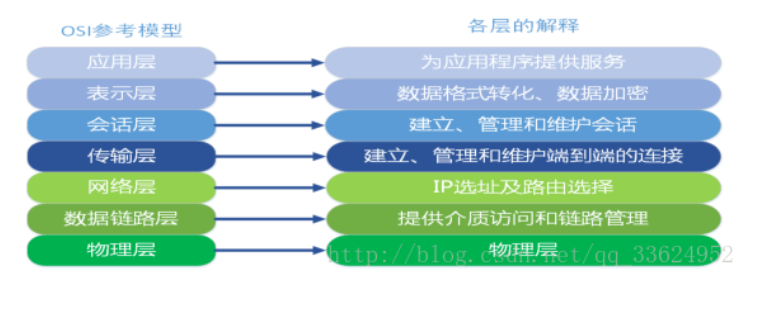 OSI参考模型 各层的解释
应用层 为应用程序提供服务
表示层 数据格式转化、数据加密
会话层 建立、管理和维护会话
传输层 建立、管理和维护端到端的连接
网络层 IP选址及路由选择
数据链路层 提供介质访问和链路管理
物理层 物理层
http://blog.csdn.net/qq_33624952